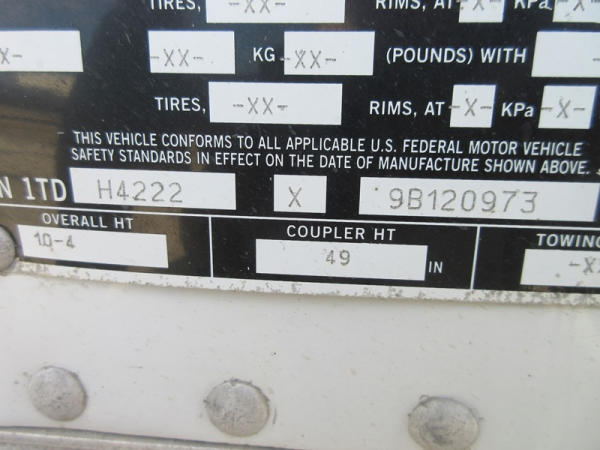 TIRES, -XX- RIMS, AT -X- KPa -X
X- -XX- KG -XX- (POUNDS) WITH -
TIRES, -XX- RIMS, AT -X- KPa -X-
THIS VEHICLE CONFORMS TO ALL APPLICABLE U.S. FEDERAL MOTOR VEHICLE
SAFETY STANDARDS IN EFFECT ON THE DATE OF MANUFACTURE SHOWN ABOVE.
N 1TD H4222 X 9B120973
OVERALL HT COUPLER HT TOWING
10-4 49 IN -X